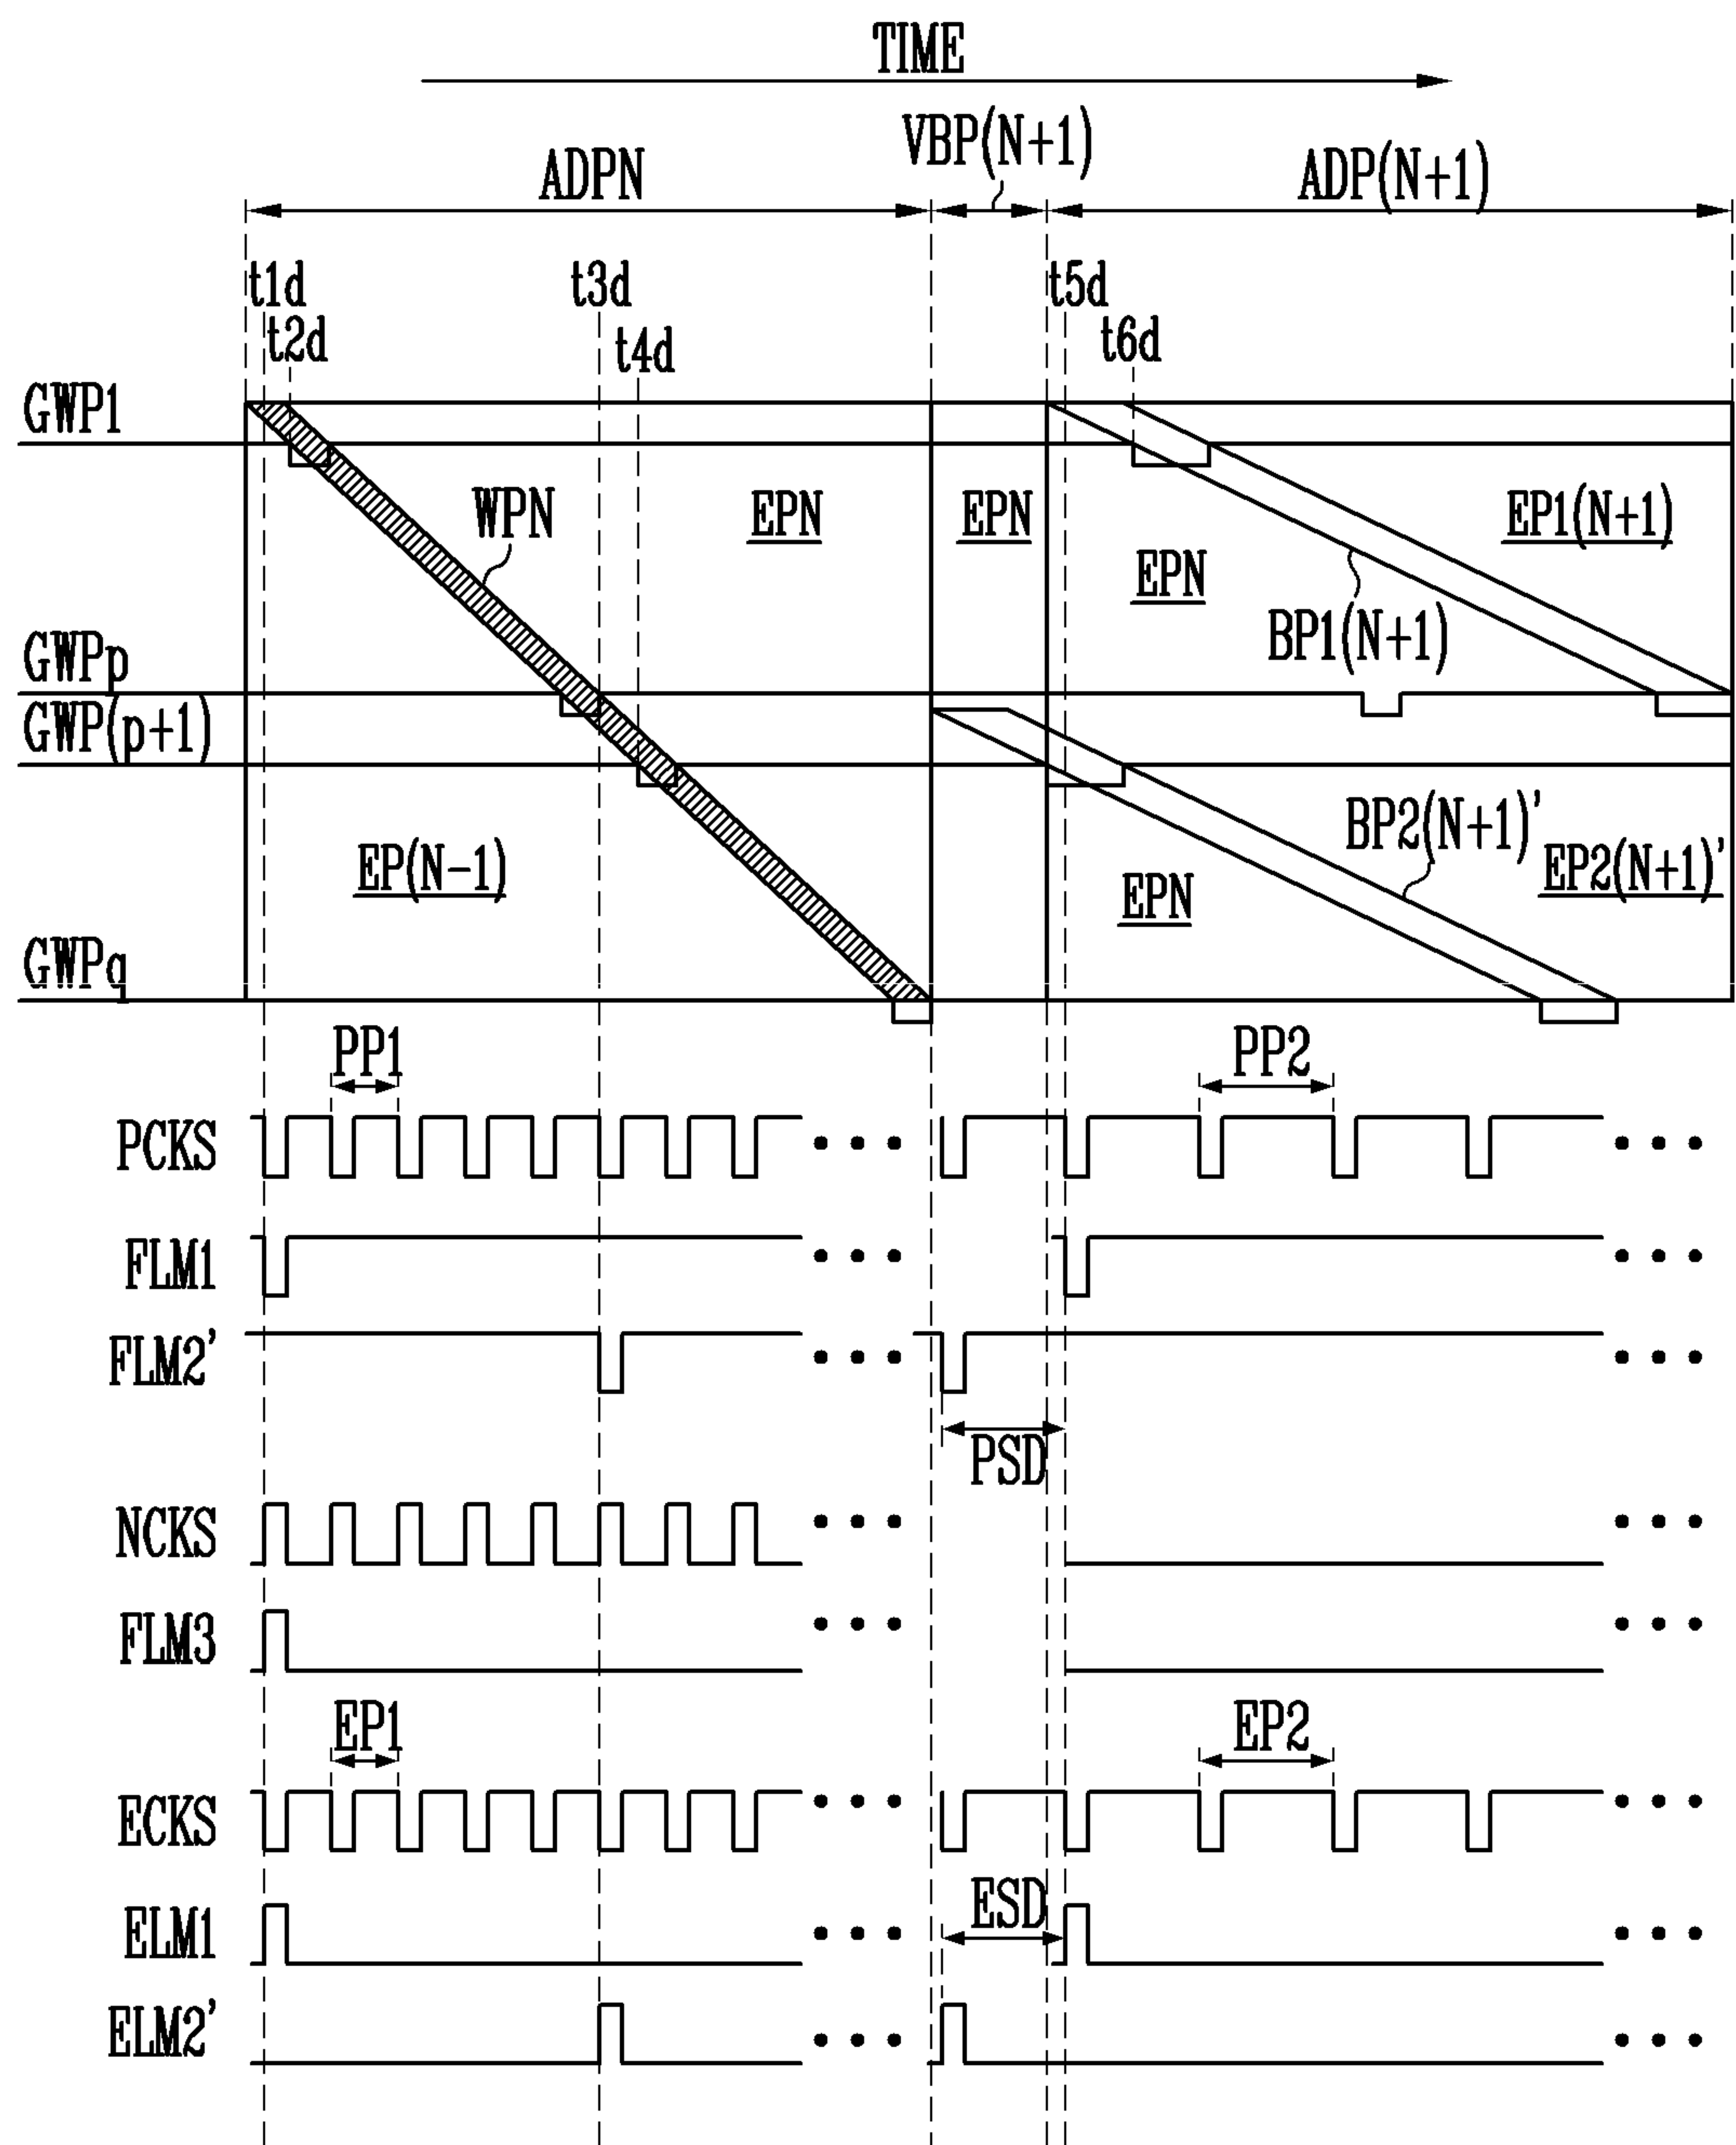 TIME
VBP(N+1)
ADPN
ADP(N+1)
t1d
t3d
t5d
t2d
t4d
t6d
GWP1
WPN
EPN
EPN
EP1(N+1)
EPN
BP1(N+1)
GWPp
GWP(p+1)
BP2(N+1)'
EP(N-1)
EPN
EP2(N+1)'
GWPq
PP1
PP2
PCKS
FLM1
FLM2'
PSD
NCKS
FLM3
EP1
EP2
ECKS
ESD
ELM1
ELM2'